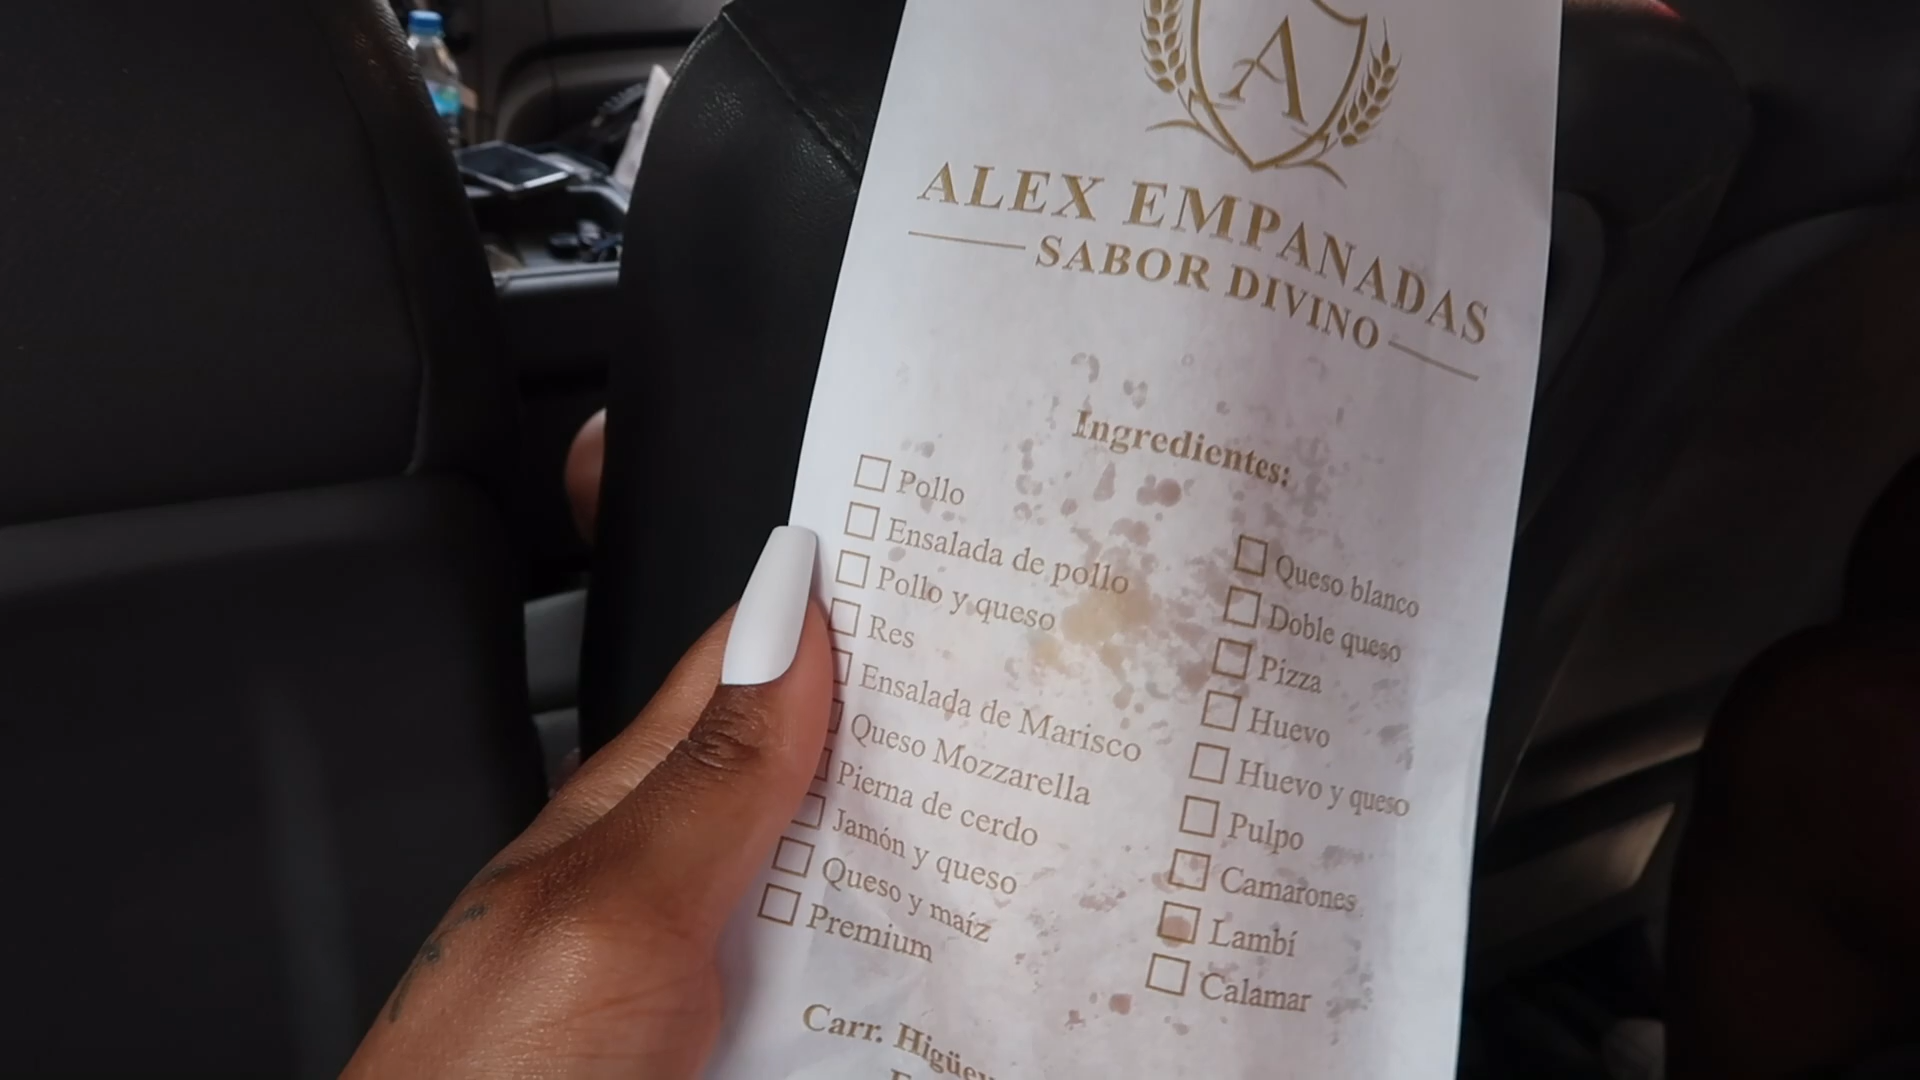 A
ALEX EMPANADAS
SABOR DIVINO
Ingredientes:
Pollo
Ensalada de pollo
Pollo y queso
Res
Ensalada de Marisco
Queso Mozzarella
Pierna de cerdo
Jamón y queso
Queso y maíz
Premium
Queso blanco
Doble queso
Pizza
Huevo
Huevo y queso
Pulpo
Camarones
Lambí
Calamar
Carr.